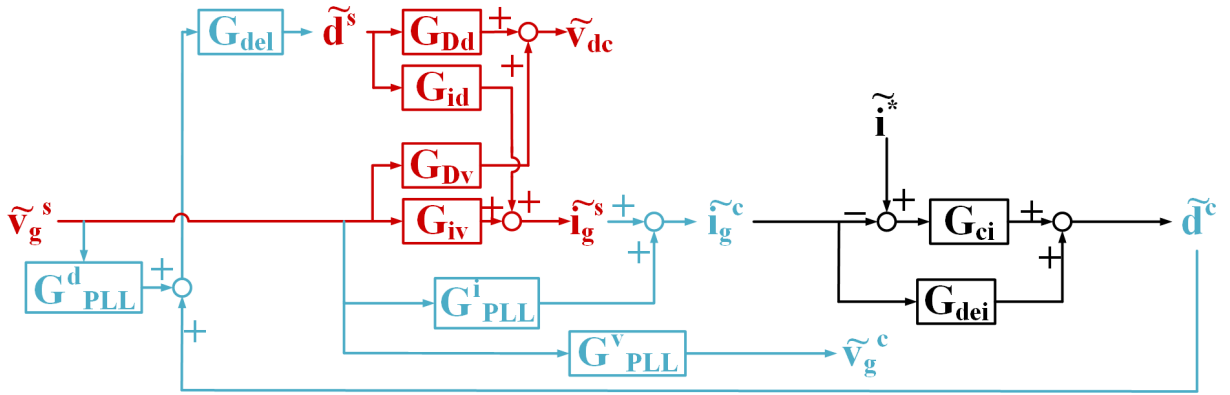 G_del d̃^s G_Dd + ṽ_dc
G_id +
ĩ*
G_Dv
ṽ_g^s G_iv + + ĩ_g^s + ĩ_g^c − + G_ci + d̃^c
+
G^d_PLL + G^i_PLL + G_dei +
+
G^v_PLL ṽ_g^c